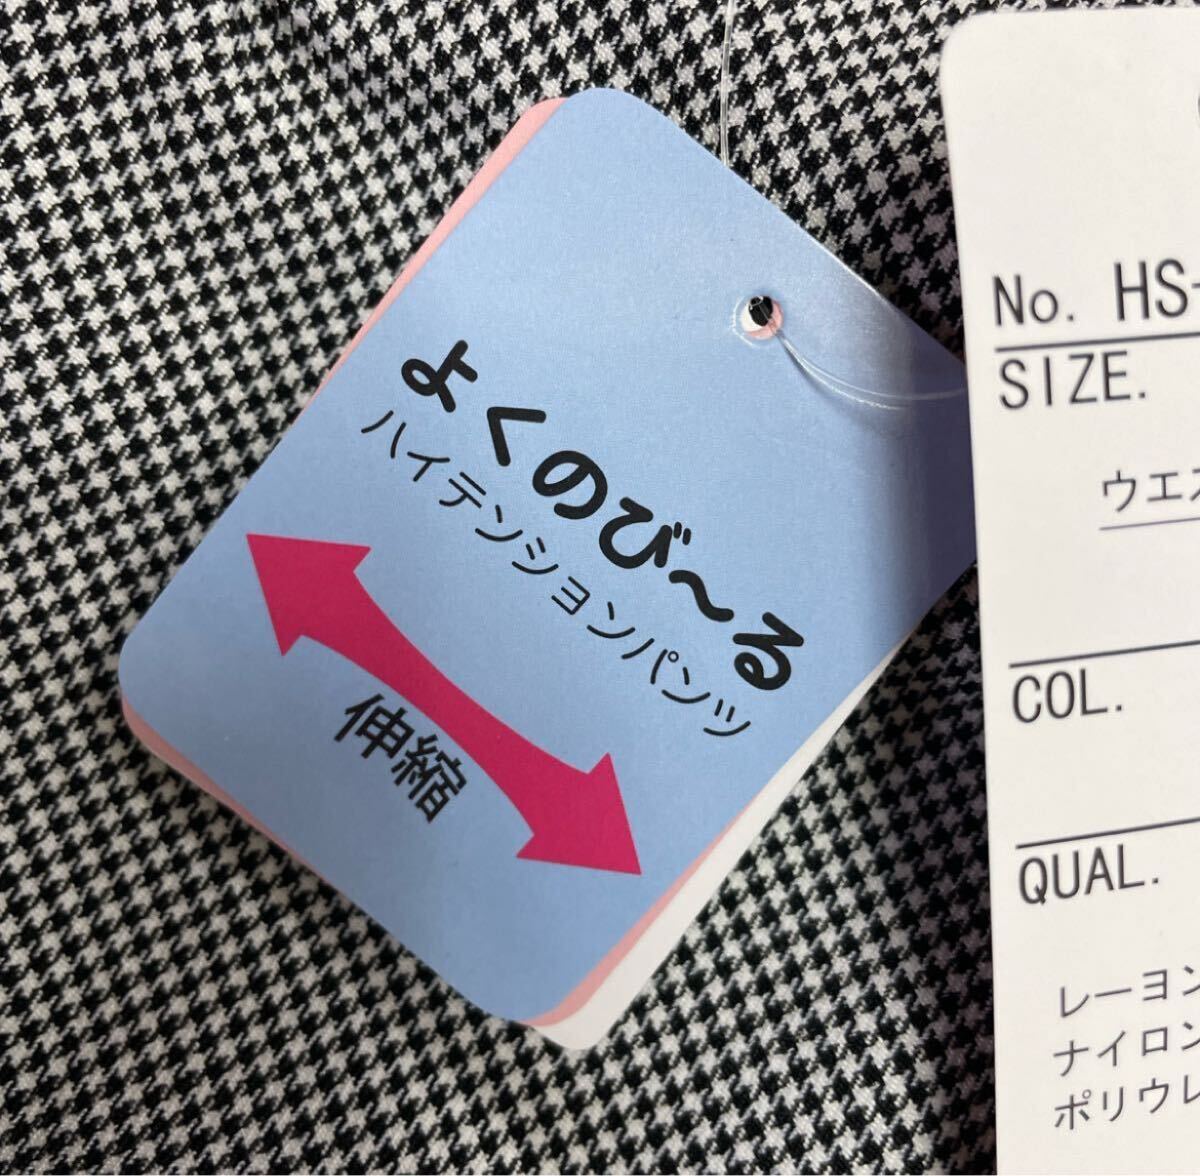 よくのび〜る
ハイテンションパンツ
伸縮
No. HS-
SIZE.
ウエス
COL.
QUAL.
レーヨン
ナイロン
ポリウレ